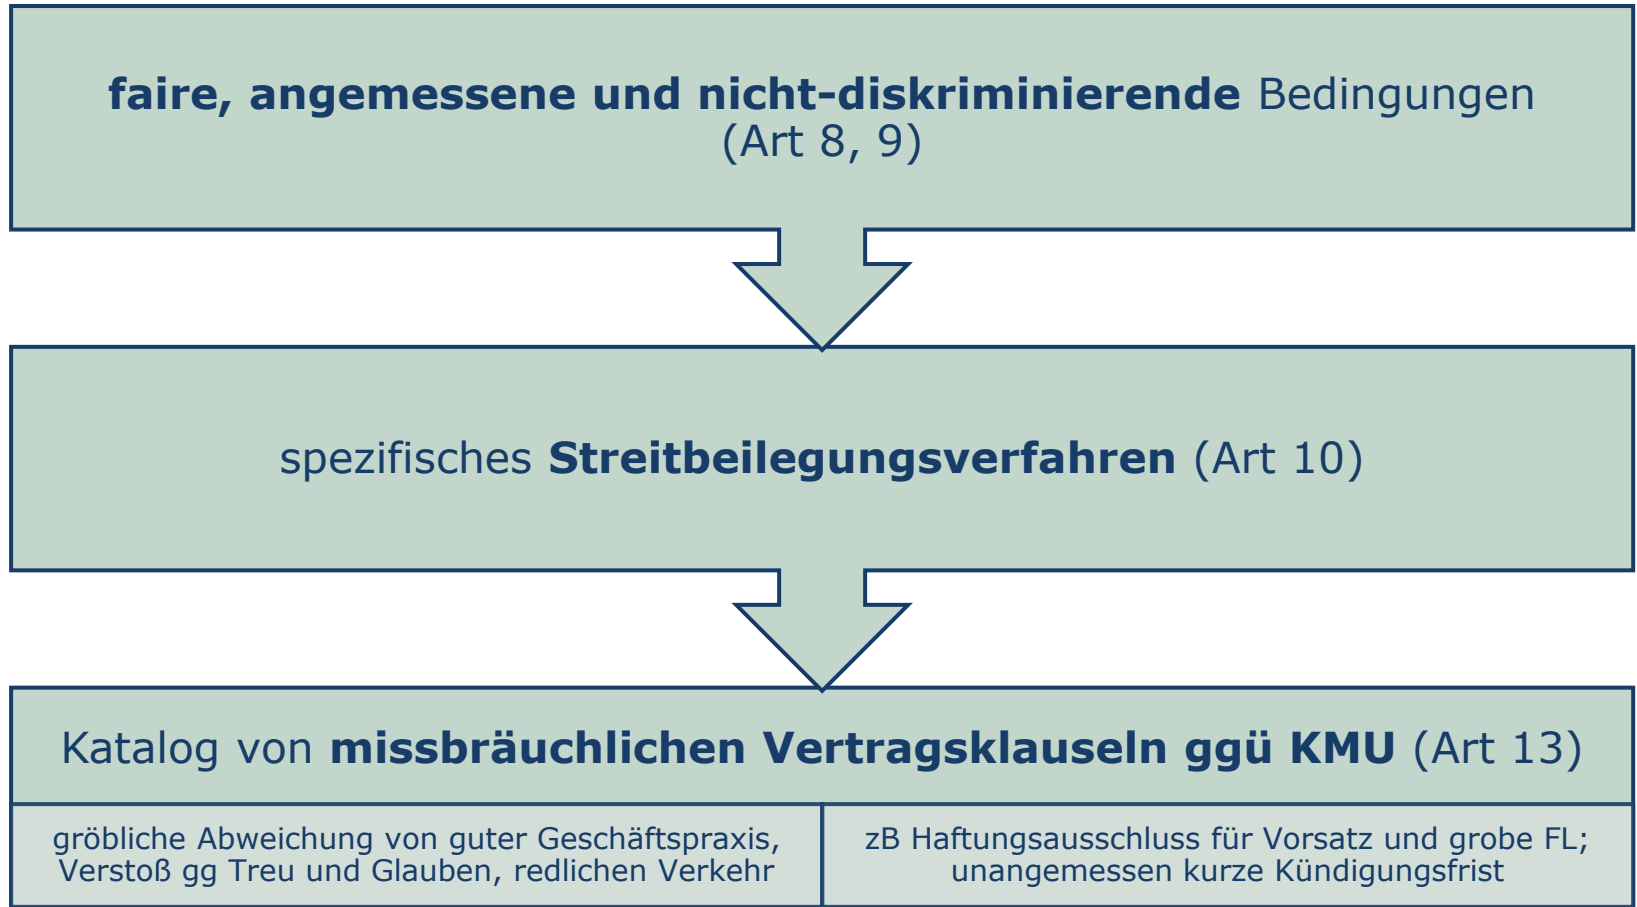 faire, angemessene und nicht-diskriminierende Bedingungen
(Art 8, 9)
spezifisches Streitbeilegungsverfahren (Art 10)
Katalog von missbräuchlichen Vertragsklauseln ggü KMU (Art 13)
gröbliche Abweichung von guter Geschäftspraxis,
Verstoß gg Treu und Glauben, redlichen Verkehr
zB Haftungsausschluss für Vorsatz und grobe FL;
unangemessen kurze Kündigungsfrist